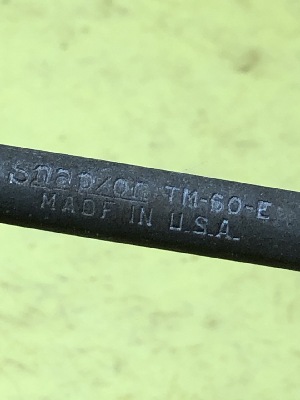 Snap-on TM-60-E
MADE IN U.S.A.